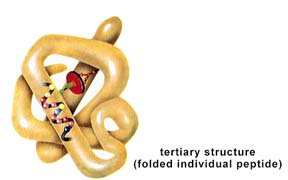 tertiary structure
(folded individual peptide)